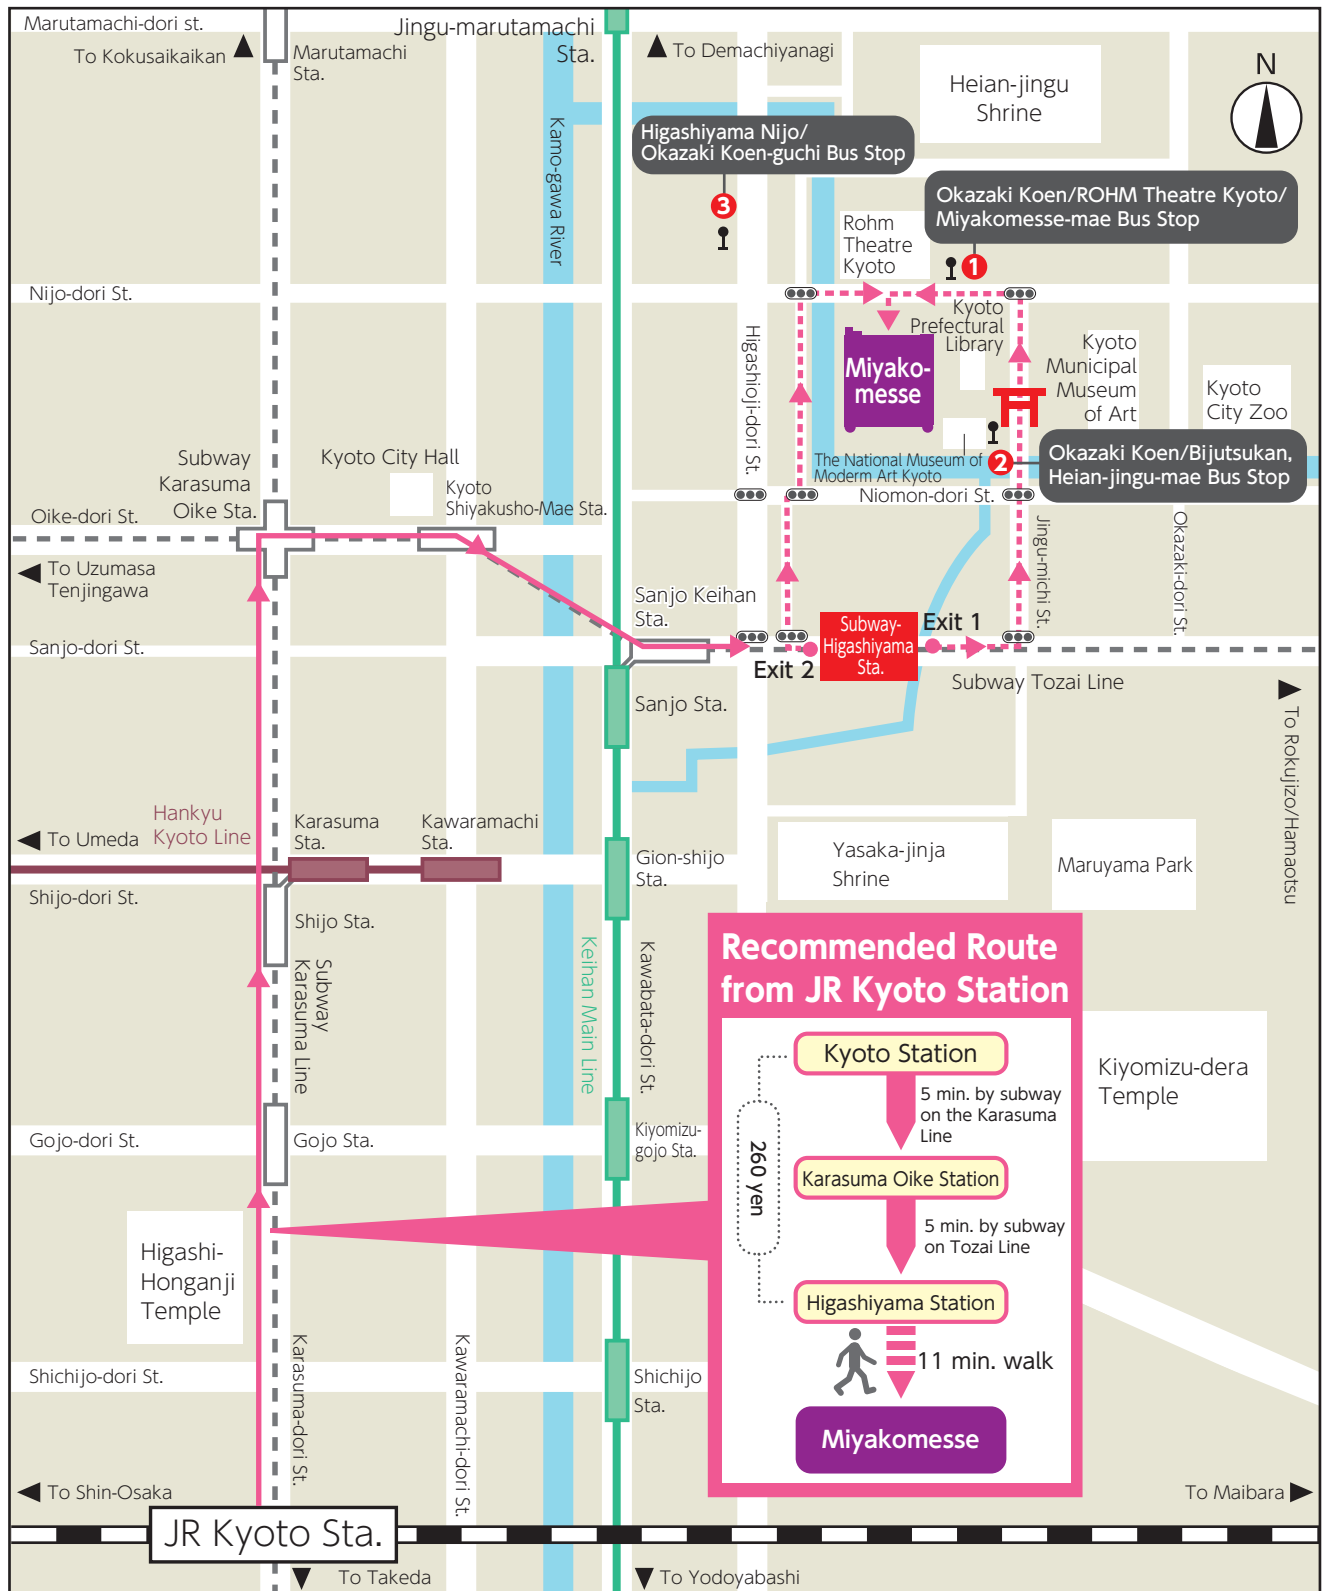 Marutamachi-dori st.
To Kokusaikaikan
Marutamachi
Sta.
Jingu-marutamachi
Sta.
To Demachiyanagi
Heian-jingu
Shrine
N
Kamo-gawa River
Higashiyama Nijo/
Okazaki Koen-guchi Bus Stop
3
Okazaki Koen/ROHM Theatre Kyoto/
Miyakomesse-mae Bus Stop
1
Rohm
Theatre
Kyoto
Nijo-dori St.
Higashioji-dori St.
Kyoto
Prefectural
Library
Miyako-
messe
Kyoto
Municipal
Museum
of Art
Kyoto
City Zoo
The National Museum of
Modern Art Kyoto
2
Okazaki Koen/Bijutsukan,
Heian-jingu-mae Bus Stop
Niomon-dori St.
Subway
Karasuma
Oike Sta.
Kyoto City Hall
Kyoto
Shiyakusho-Mae Sta.
Oike-dori St.
To Uzumasa
Tenjingawa
Jingu-michi St.
Okazaki-dori St.
Sanjo Keihan
Sta.
Sanjo-dori St.
Exit 2
Subway-
Higashiyama
Sta.
Exit 1
Subway Tozai Line
Sanjo Sta.
To Rokujizo/Hamaotsu
Hankyu
Kyoto Line
To Umeda
Karasuma
Sta.
Kawaramachi
Sta.
Gion-shijo
Sta.
Yasaka-jinja
Shrine
Maruyama Park
Shijo-dori St.
Shijo Sta.
Subway
Karasuma Line
Keihan Main Line
Kawabata-dori St.
Recommended Route
from JR Kyoto Station
Kyoto Station
5 min. by subway
on the Karasuma
Line
260 yen
Karasuma Oike Station
5 min. by subway
on Tozai Line
Higashiyama Station
11 min. walk
Miyakomesse
Kiyomizu-dera
Temple
Gojo-dori St.
Gojo Sta.
Kiyomizu-
gojo Sta.
Higashi-
Honganji
Temple
Karasuma-dori St.
Kawaramachi-dori St.
Shichijo-dori St.
Shichijo
Sta.
To Shin-Osaka
To Maibara
JR Kyoto Sta.
To Takeda
To Yodoyabashi